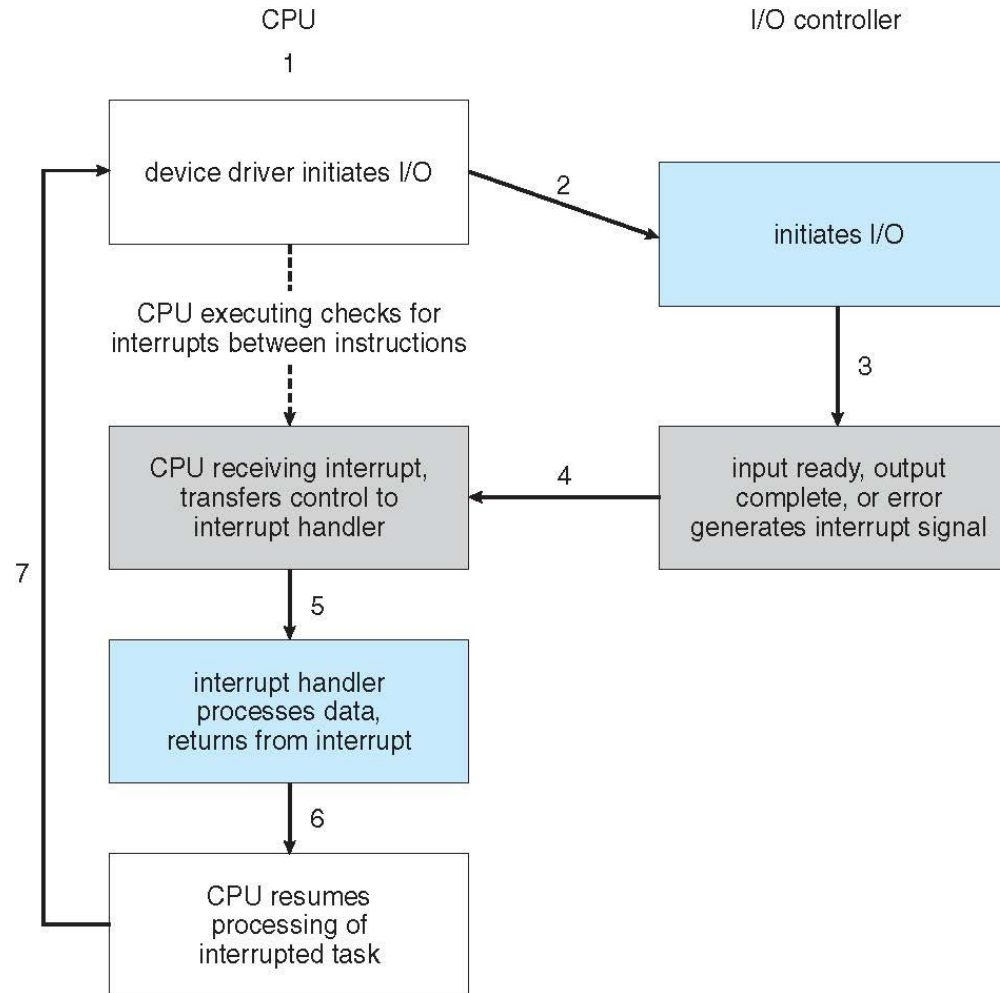 CPU
I/O controller
1
device driver initiates I/O
2
initiates I/O
CPU executing checks for
interrupts between instructions
3
CPU receiving interrupt,
transfers control to
interrupt handler
4
input ready, output
complete, or error
generates interrupt signal
7
5
interrupt handler
processes data,
returns from interrupt
6
CPU resumes
processing of
interrupted task